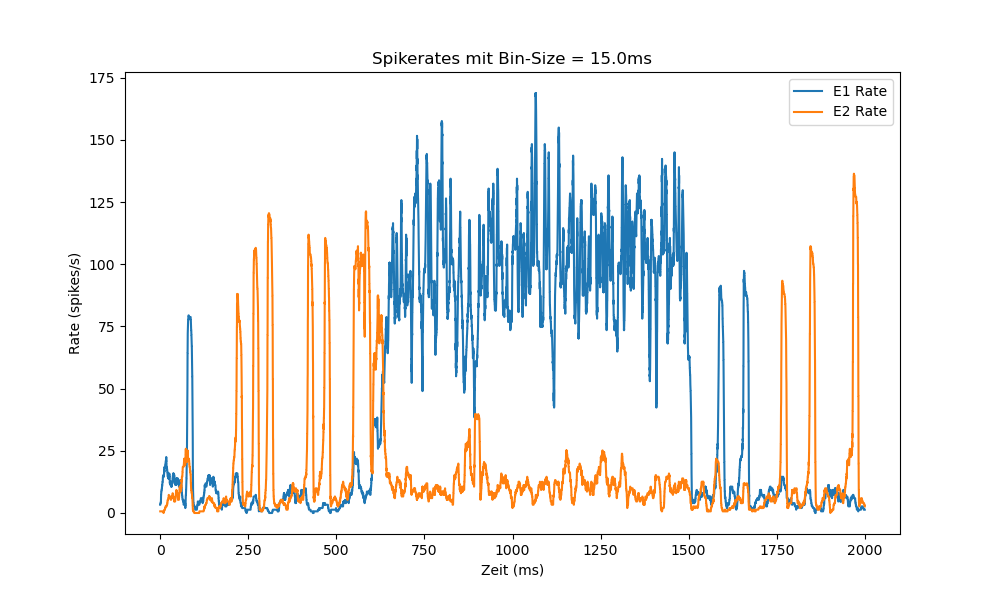 Spikerates mit Bin-Size = 15.0ms
E1 Rate
E2 Rate
Rate (spikes/s)
175
150
125
100
75
50
25
0
0 250 500 750 1000 1250 1500 1750 2000
Zeit (ms)